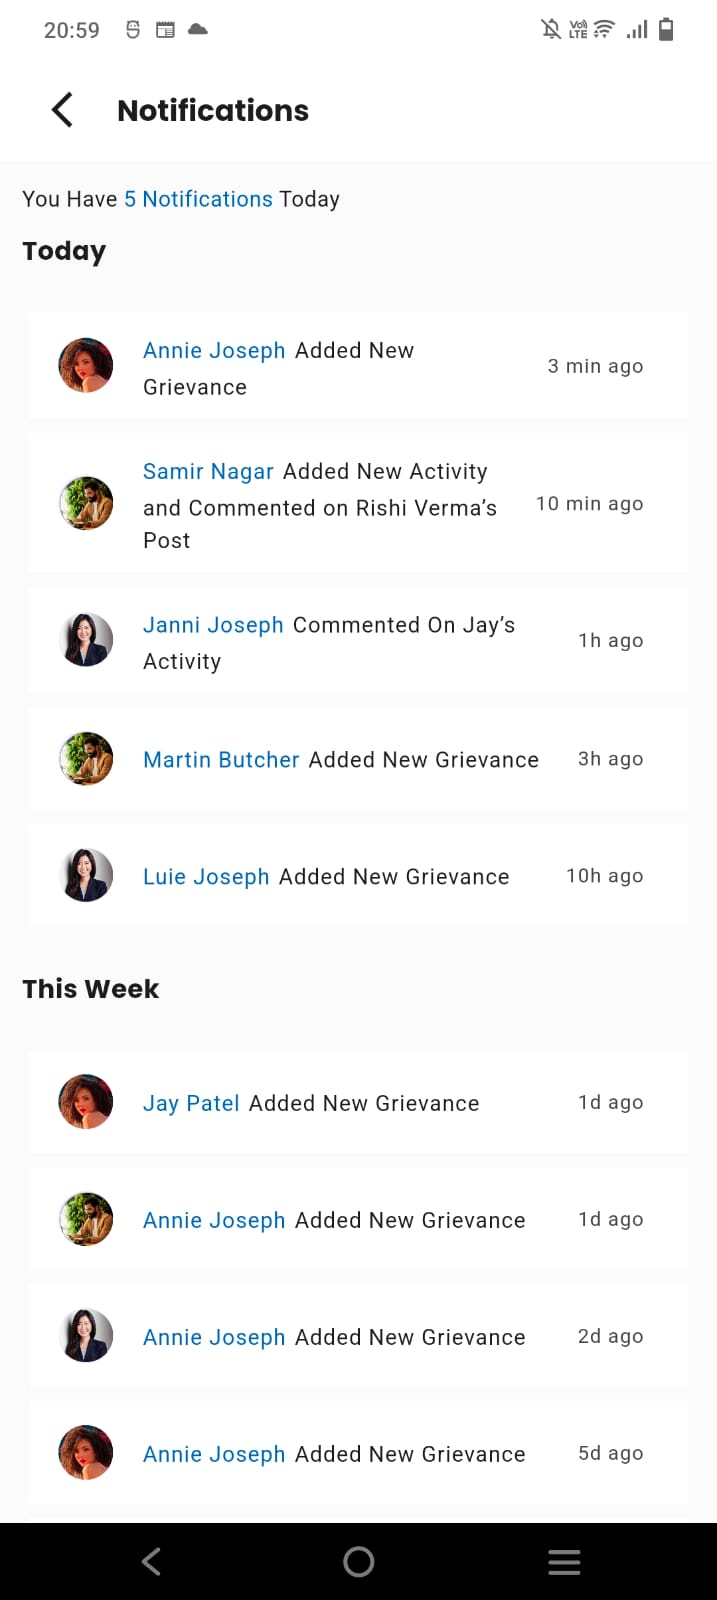 20:59
Vo)) LTE
Notifications
You Have 5 Notifications Today
Today
Annie Joseph Added New
Grievance
3 min ago
Samir Nagar Added New Activity
and Commented on Rishi Verma’s
Post
10 min ago
Janni Joseph Commented On Jay’s
Activity
1h ago
Martin Butcher Added New Grievance
3h ago
Luie Joseph Added New Grievance
10h ago
This Week
Jay Patel Added New Grievance
1d ago
Annie Joseph Added New Grievance
1d ago
Annie Joseph Added New Grievance
2d ago
Annie Joseph Added New Grievance
5d ago